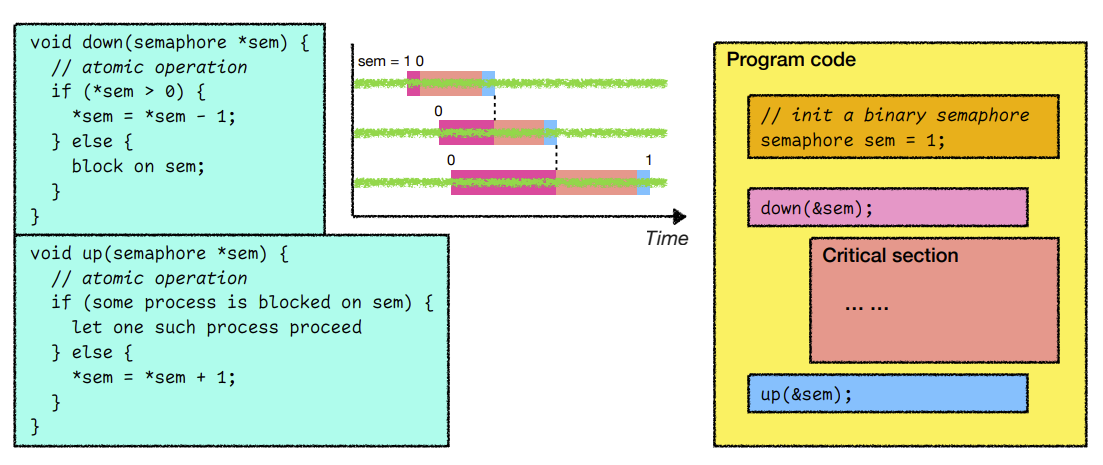 void down(semaphore *sem) {
// atomic operation
if (*sem > 0) {
*sem = *sem - 1;
} else {
block on sem;
}
}
void up(semaphore *sem) {
// atomic operation
if (some process is blocked on sem) {
let one such process proceed
} else {
*sem = *sem + 1;
}
}
sem = 1 0
0
0 1
Time
Program code
// init a binary semaphore
semaphore sem = 1;
down(&sem);
Critical section
... ...
up(&sem);